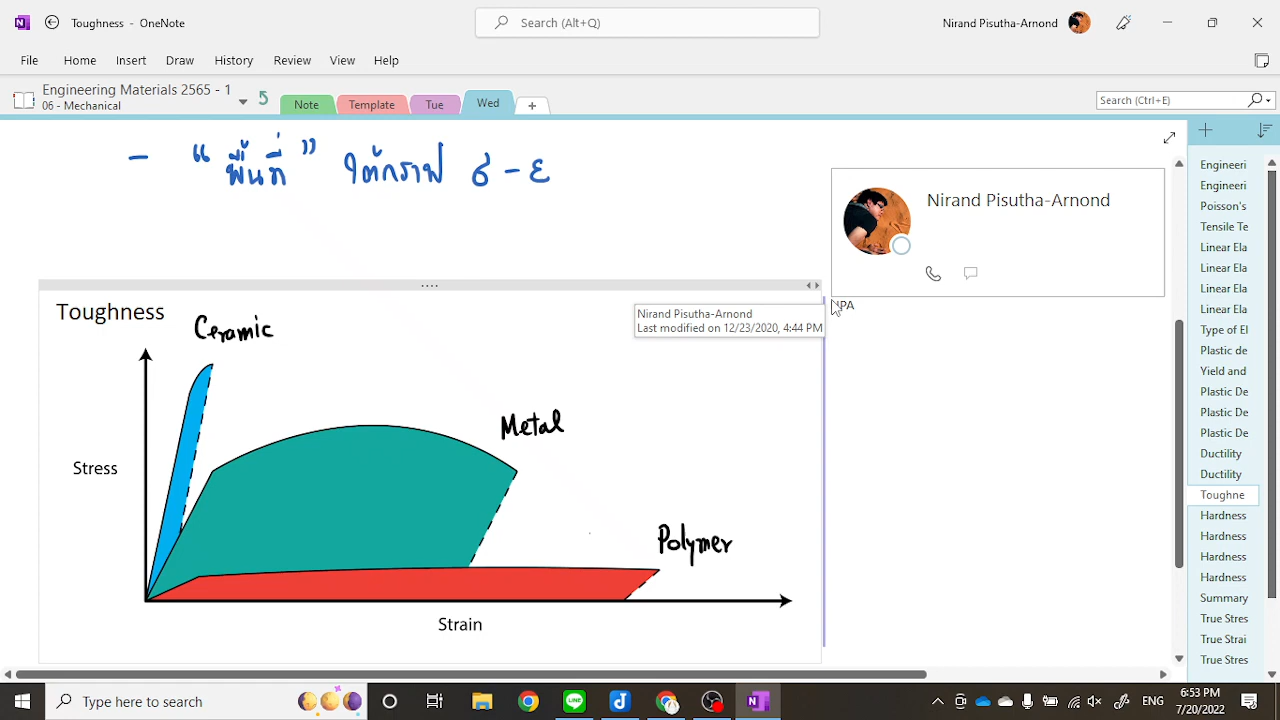 Toughness - OneNote
Search (Alt+Q)
Nirand Pisutha-Arnond
File Home Insert Draw History Review View Help
Engineering Materials 2565 - 1
06 - Mechanical
Note Template Tue Wed +
Search (Ctrl+E)
- “พื้นที่” ใต้กราฟ σ - ε
Nirand Pisutha-Arnond
Nirand Pisutha-Arnond
Last modified on 12/23/2020, 4:44 PM
NPA
Toughness
Ceramic
Metal
Stress
Polymer
Strain
Engineeri
Engineeri
Poisson's
Tensile Te
Linear Ela
Linear Ela
Linear Ela
Linear Ela
Type of El
Plastic de
Yield and
Plastic De
Plastic De
Plastic De
Ductility
Ductility
Toughne
Hardness
Hardness
Hardness
Hardness
Summary
True Stres
True Strai
True Stres
Type here to search
LINE
ENG
6:53 PM
7/20/2022